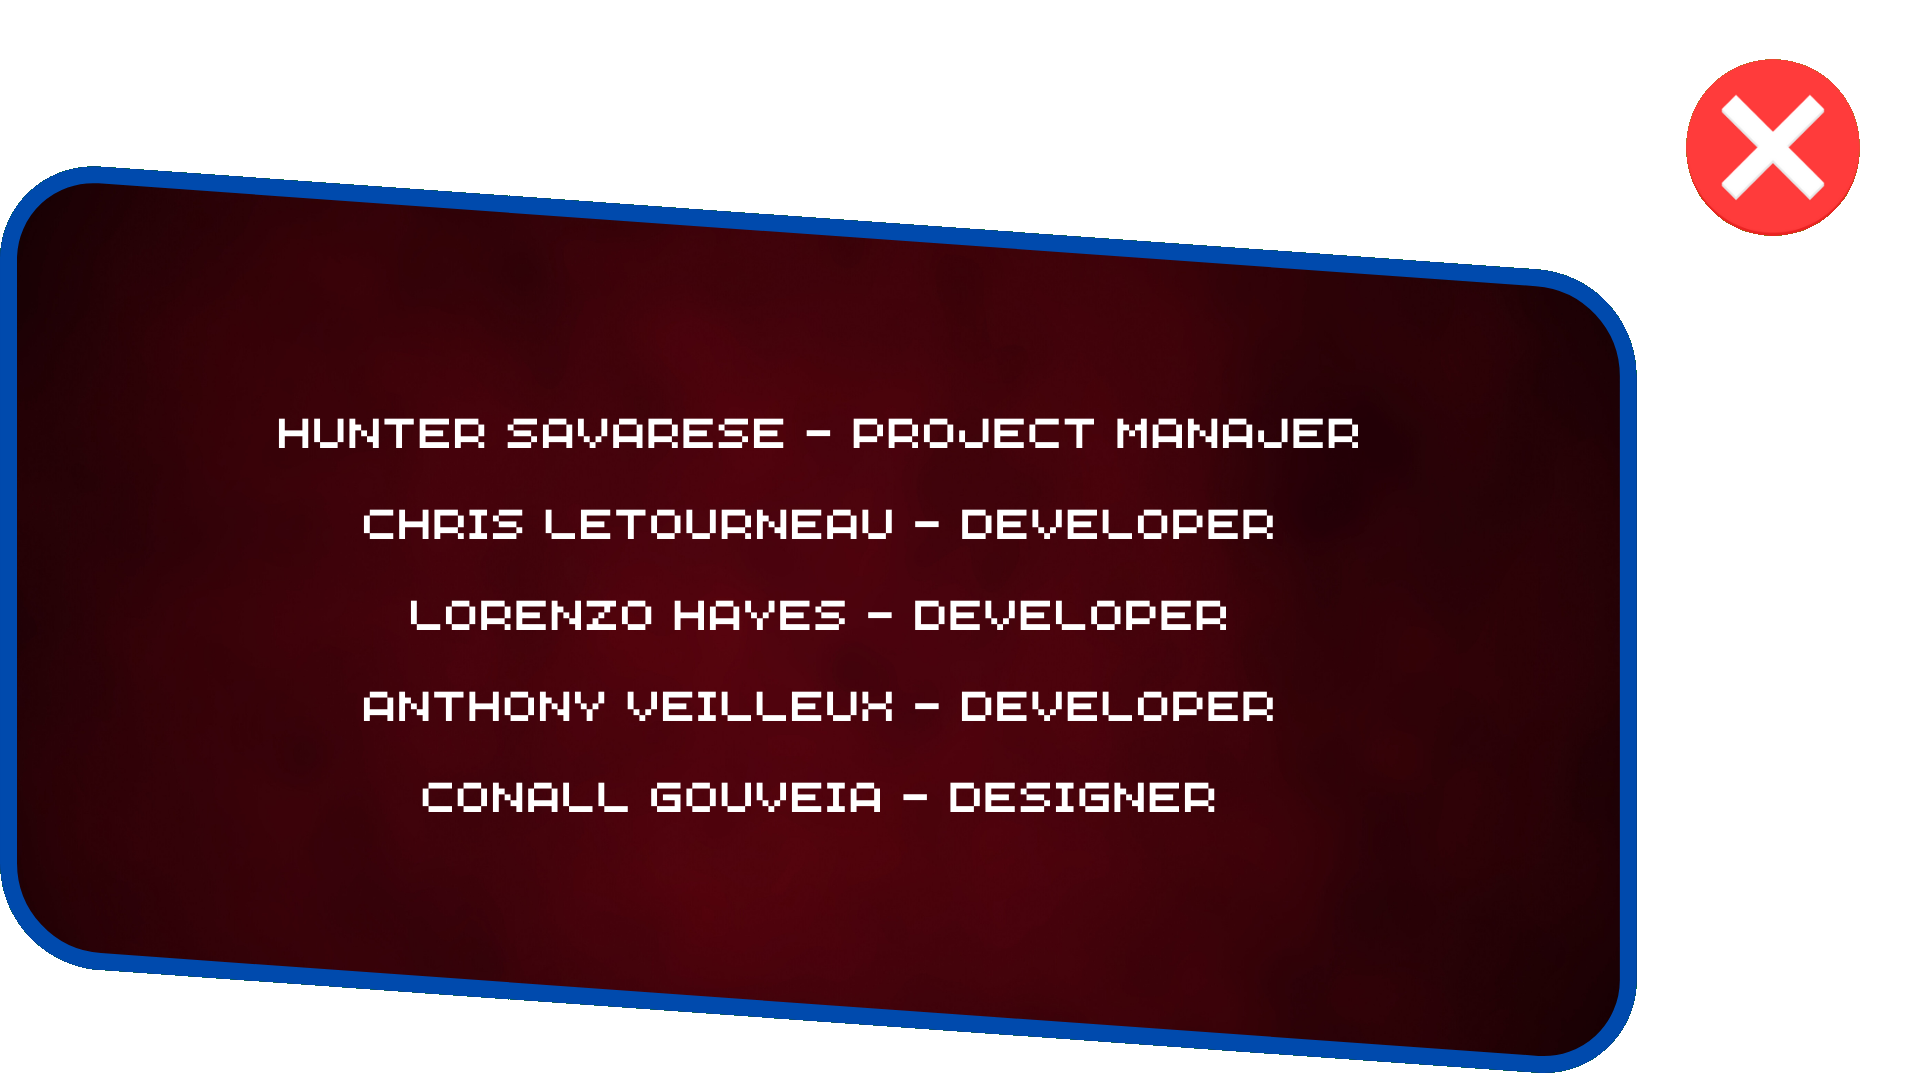 HUNTER SAVARESE - PROJECT MANAJER
CHRIS LETOURNEAU - DEVELOPER
LORENZO HAYES - DEVELOPER
ANTHONY VEILLEUX - DEVELOPER
CONALL GOUVEIA - DESIGNER